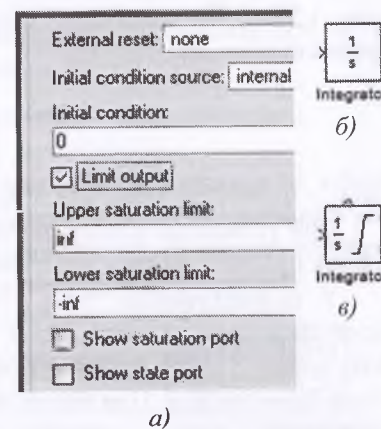 External reset: none
Initial condition source: internal
Initial condition:
0
Limit output
Upper saturation limit:
inf
Lower saturation limit:
-inf
Show saturation port
Show state port
а)
1
s
Integrato
б)
1
s
Integrato
в)